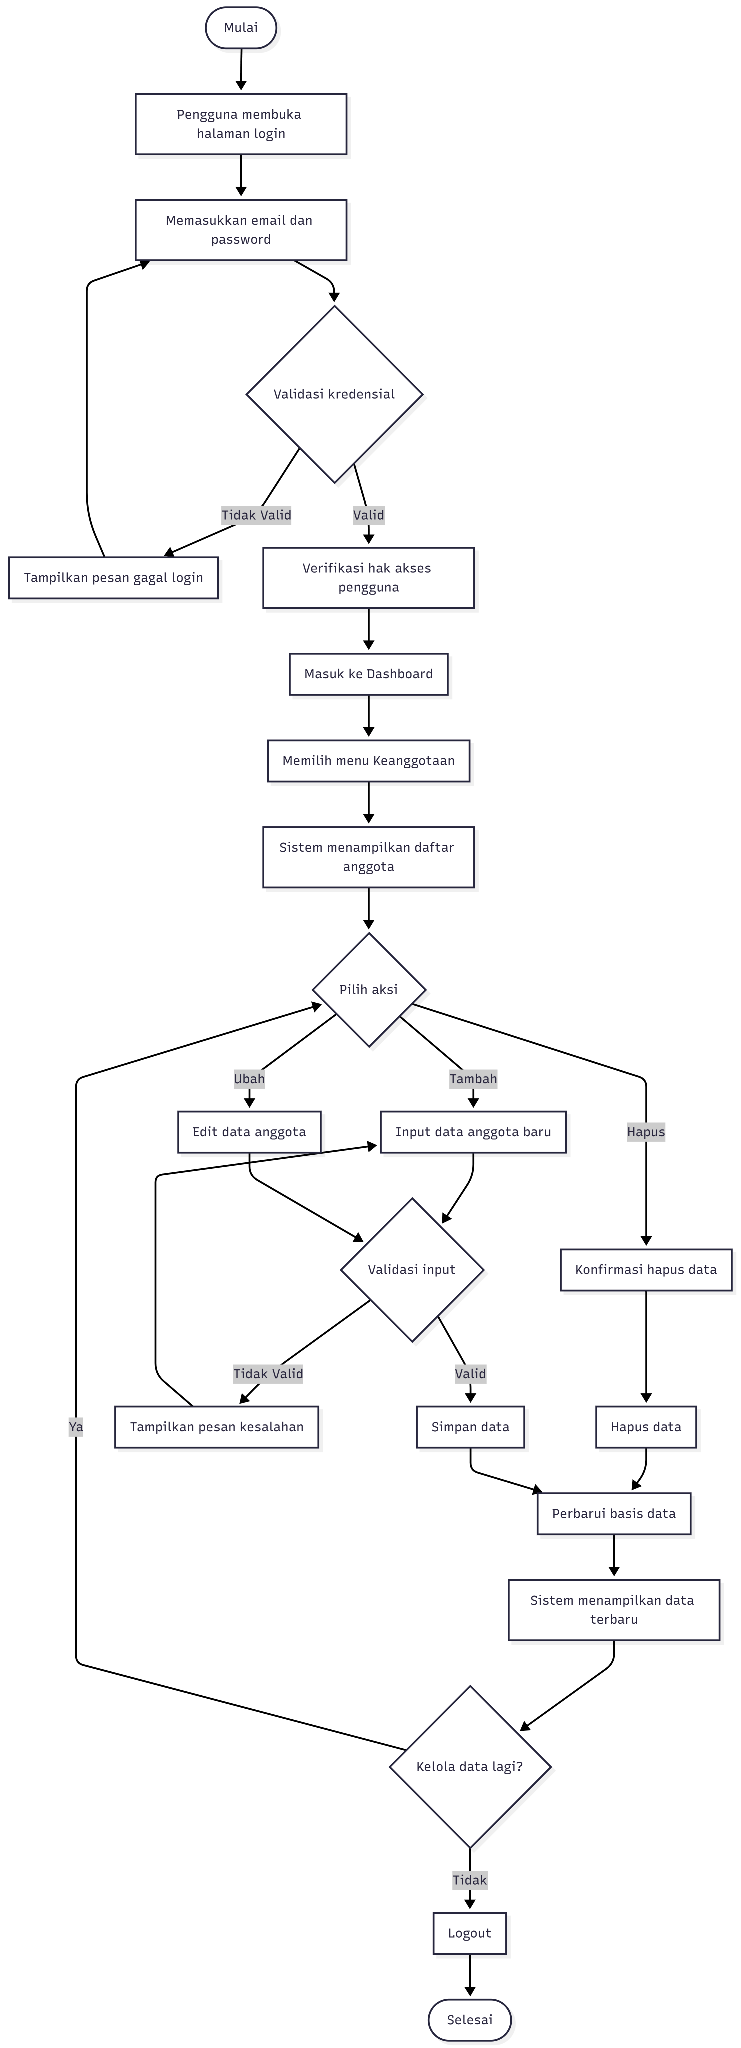 Mulai
Pengguna membuka
halaman login
Memasukkan email dan
password
Validasi kredensial
Tidak Valid
Valid
Tampilkan pesan gagal login
Verifikasi hak akses
pengguna
Masuk ke Dashboard
Memilih menu Keanggotaan
Sistem menampilkan daftar
anggota
Pilih aksi
Ubah
Tambah
Hapus
Edit data anggota
Input data anggota baru
Validasi input
Konfirmasi hapus data
Tidak Valid
Valid
Ya
Tampilkan pesan kesalahan
Simpan data
Hapus data
Perbarui basis data
Sistem menampilkan data
terbaru
Kelola data lagi?
Tidak
Logout
Selesai